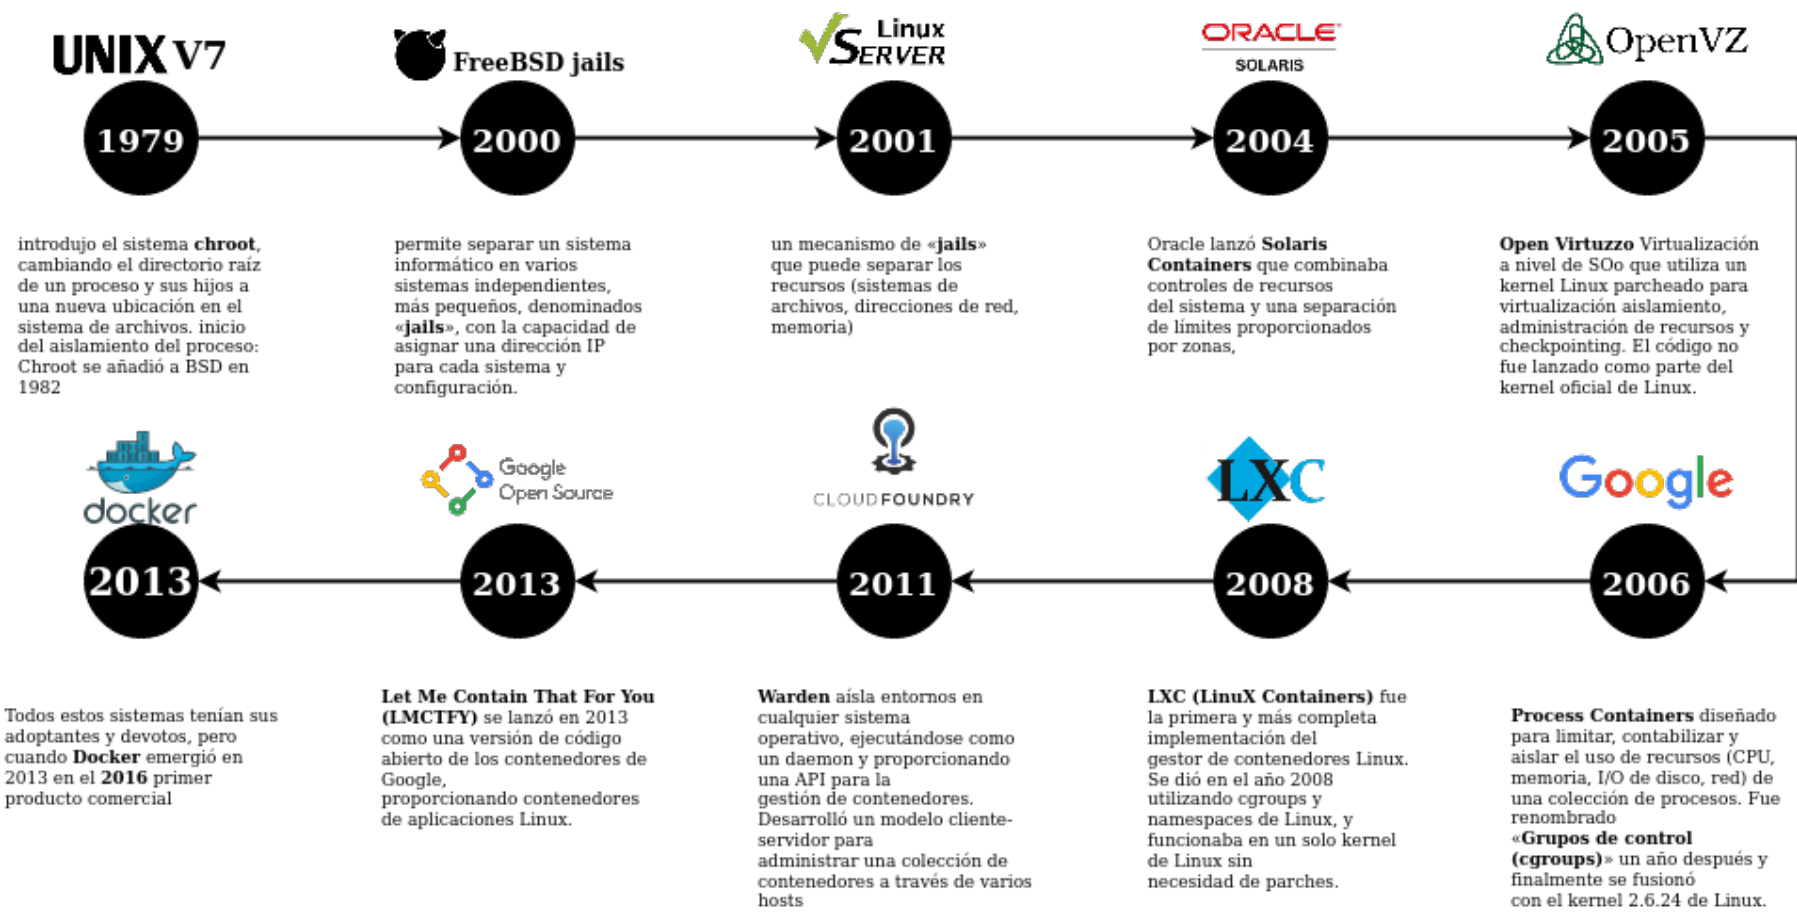 UNIX V7
FreeBSD jails
Linux
SERVER
ORACLE
SOLARIS
OpenVZ
1979
2000
2001
2004
2005
introdujo el sistema chroot,
cambiando el directorio raíz
de un proceso y sus hijos a
una nueva ubicación en el
sistema de archivos. inicio
del aislamiento del proceso:
Chroot se añadió a BSD en
1982
permite separar un sistema
informático en varios
sistemas independientes,
más pequeños, denominados
«jails», con la capacidad de
asignar una dirección IP
para cada sistema y
configuración.
un mecanismo de «jails»
que puede separar los
recursos (sistemas de
archivos, direcciones de red,
memoria)
Oracle lanzó Solaris
Containers que combinaba
controles de recursos
del sistema y una separación
de límites proporcionados
por zonas,
Open Virtuzzo Virtualización
a nivel de SOo que utiliza un
kernel Linux parcheado para
virtualización aislamiento,
administración de recursos y
checkpointing. El código no
fue lanzado como parte del
kernel oficial de Linux.
docker
Google
Open Source
CLOUDFOUNDRY
LXC
Google
2013
2013
2011
2008
2006
Todos estos sistemas tenían sus
adoptantes y devotos, pero
cuando Docker emergió en
2013 en el 2016 primer
producto comercial
Let Me Contain That For You
(LMCTFY) se lanzó en 2013
como una versión de código
abierto de los contenedores de
Google,
proporcionando contenedores
de aplicaciones Linux.
Warden aísla entornos en
cualquier sistema
operativo, ejecutándose como
un daemon y proporcionando
una API para la
gestión de contenedores.
Desarrolló un modelo cliente-
servidor para
administrar una colección de
contenedores a través de varios
hosts
LXC (LinuX Containers) fue
la primera y más completa
implementación del
gestor de contenedores Linux.
Se dió en el año 2008
utilizando cgroups y
namespaces de Linux, y
funcionaba en un solo kernel
de Linux sin
necesidad de parches.
Process Containers diseñado
para limitar, contabilizar y
aislar el uso de recursos (CPU,
memoria, I/O de disco, red) de
una colección de procesos. Fue
renombrado
«Grupos de control
(cgroups)» un año después y
finalmente se fusionó
con el kernel 2.6.24 de Linux.